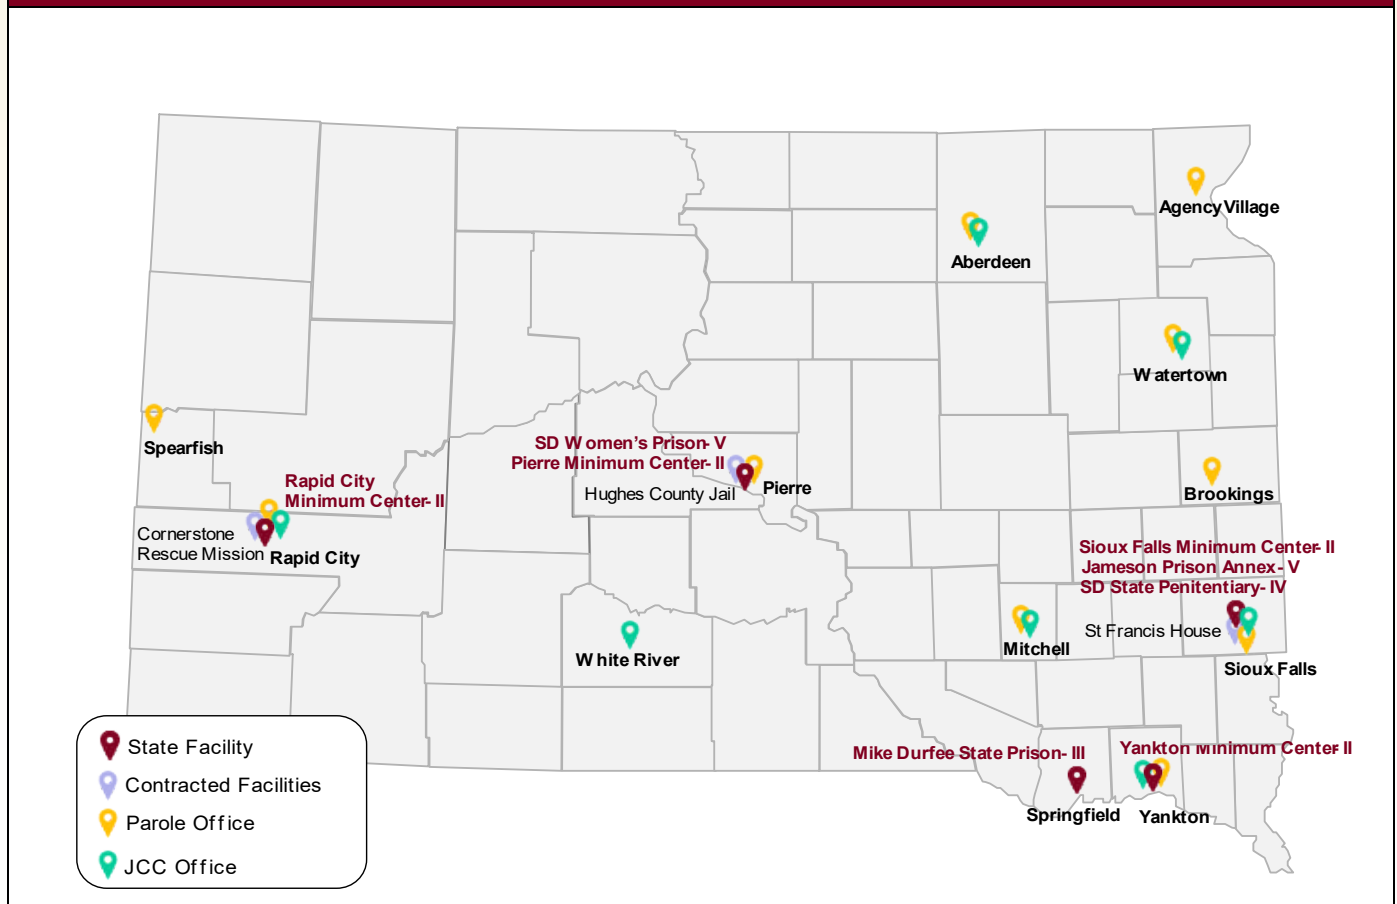 Agency Village
Aberdeen
Watertown
Spearfish
SD Women's Prison- V
Pierre Minimum Center- II
Hughes County Jail
Pierre
Brookings
Rapid City
Minimum Center- II
Cornerstone
Rescue Mission
Rapid City
Sioux Falls Minimum Center- II
Jameson Prison Annex- V
SD State Penitentiary- IV
St Francis House
Sioux Falls
Mitchell
White River
Mike Durfee State Prison- III
Springfield
Yankton Minimum Center- II
Yankton
State Facility
Contracted Facilities
Parole Office
JCC Office